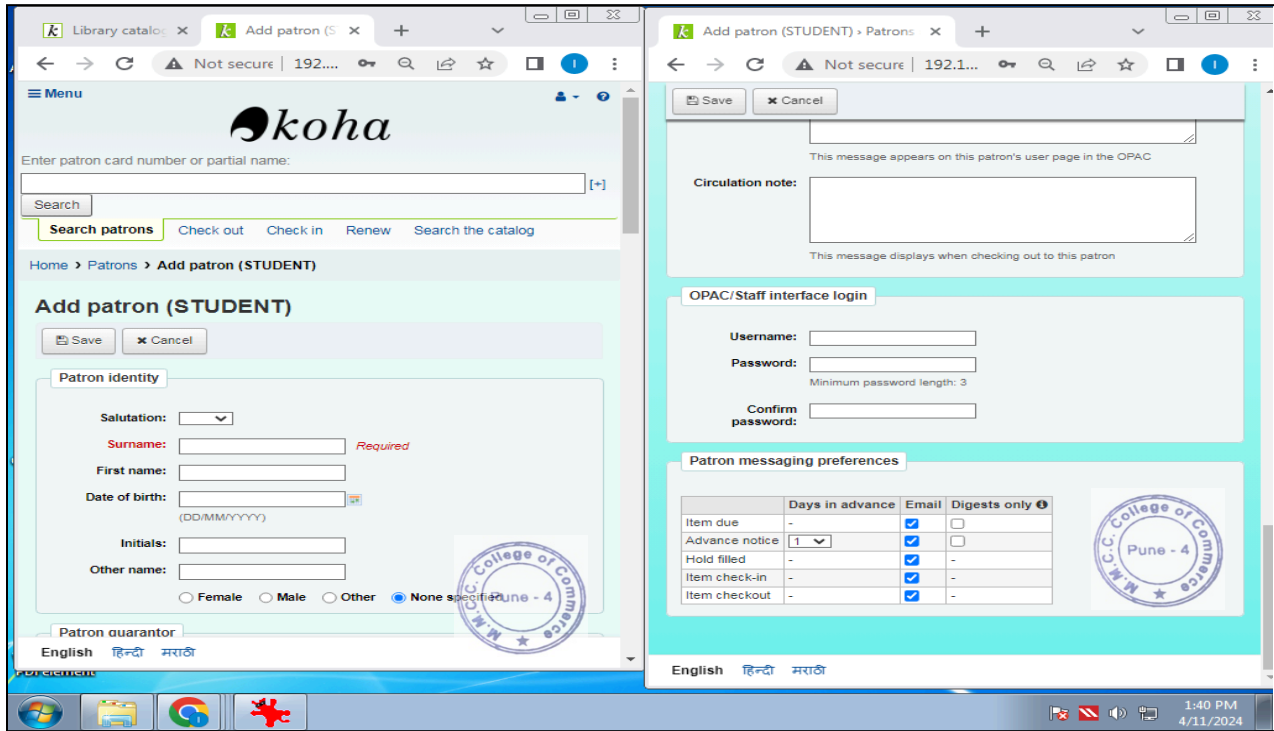 Library catalog
Add patron (S
Not secure 192....
Menu
koha
Enter patron card number or partial name:
[+]
Search
Search patrons Check out Check in Renew Search the catalog
Home > Patrons > Add patron (STUDENT)
Add patron (STUDENT)
Save Cancel
Patron identity
Salutation:
Surname: Required
First name:
Date of birth:
(DD/MM/YYYY)
Initials:
Other name:
Female Male Other None specified
Patron guarantor
English हिन्दी मराठी
M.M.C.C. College of Commerce
Pune - 4
Add patron (STUDENT) › Patrons
Not secure 192.1...
Save Cancel
This message appears on this patron's user page in the OPAC
Circulation note:
This message displays when checking out to this patron
OPAC/Staff interface login
Username:
Password:
Minimum password length: 3
Confirm
password:
Patron messaging preferences
Days in advance Email Digests only
Item due -
Advance notice 1
Hold filled - -
Item check-in - -
Item checkout - -
M.M.C.C. College of Commerce
Pune - 4
English हिन्दी मराठी
1:40 PM
4/11/2024